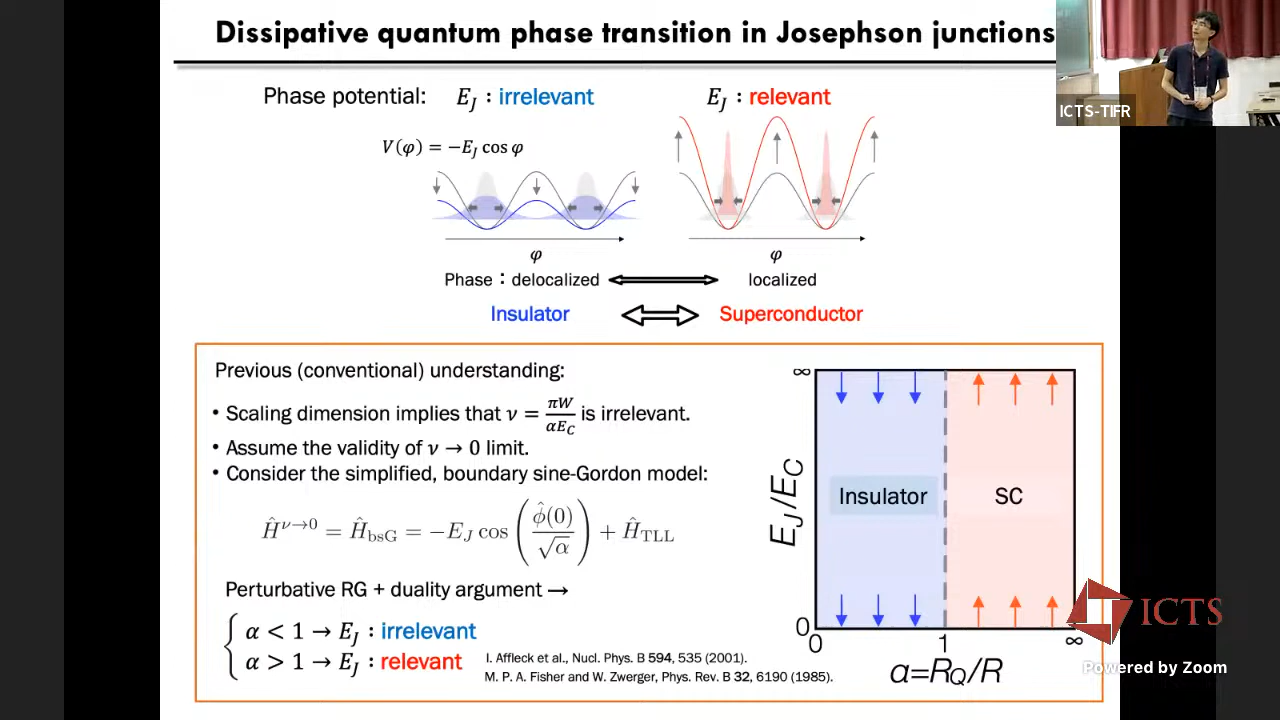 Dissipative quantum phase transition in Josephson junctions
ICTS-TIFR
Phase potential: E_J : irrelevant E_J : relevant
V(φ) = −E_J cos φ
φ φ
Phase : delocalized localized
Insulator Superconductor
Previous (conventional) understanding:
• Scaling dimension implies that ν = πW/αE_C is irrelevant.
• Assume the validity of ν → 0 limit.
• Consider the simplified, boundary sine-Gordon model:
Ĥ^{ν→0} = Ĥ_bsG = −E_J cos (ϕ̂(0)/√α) + Ĥ_TLL
Perturbative RG + duality argument →
α < 1 → E_J : irrelevant
α > 1 → E_J : relevant
I. Affleck et al., Nucl. Phys. B 594, 535 (2001).
M. P. A. Fisher and W. Zwerger, Phys. Rev. B 32, 6190 (1985).
∞
E_J/E_C
Insulator SC
0
0 1 ∞
α=R_Q/R
ICTS
Powered by Zoom